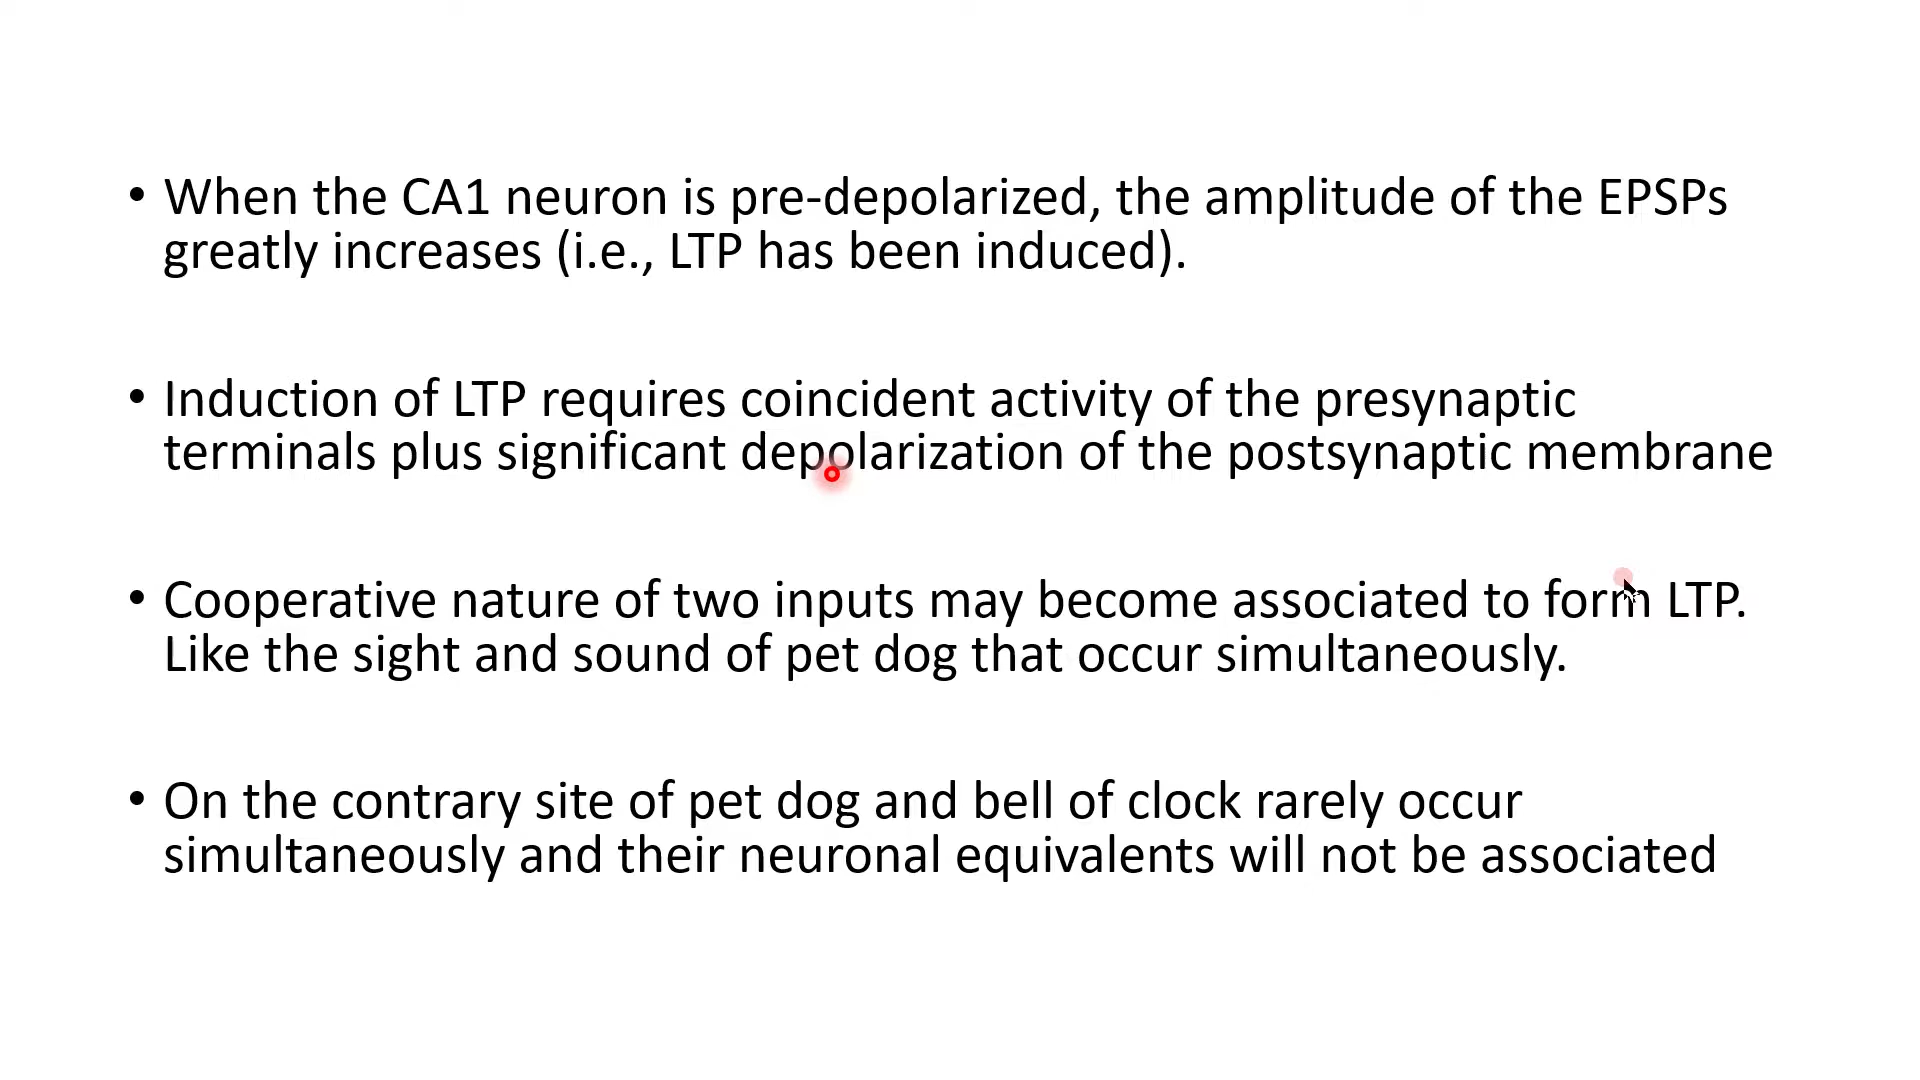 • When the CA1 neuron is pre-depolarized, the amplitude of the EPSPs
greatly increases (i.e., LTP has been induced).
• Induction of LTP requires coincident activity of the presynaptic
terminals plus significant depolarization of the postsynaptic membrane
• Cooperative nature of two inputs may become associated to form LTP.
Like the sight and sound of pet dog that occur simultaneously.
• On the contrary site of pet dog and bell of clock rarely occur
simultaneously and their neuronal equivalents will not be associated